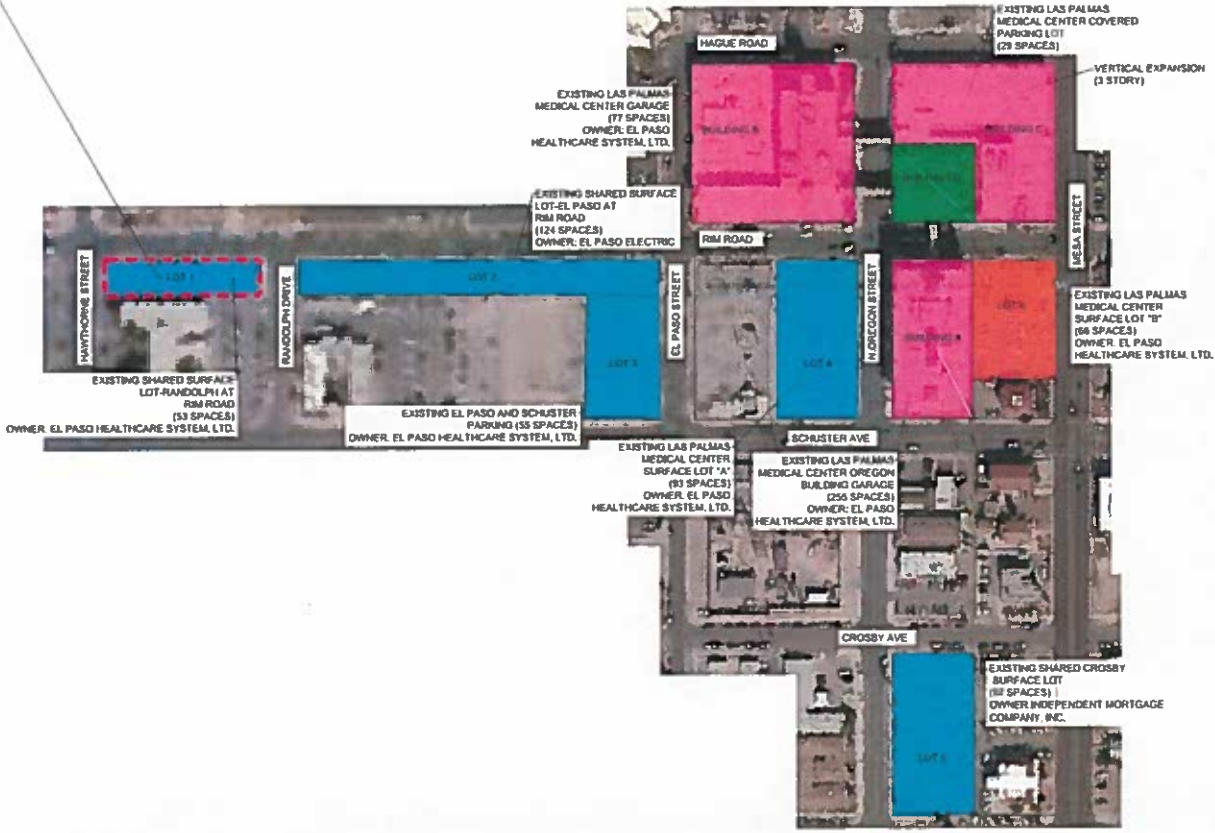 EXISTING LAS PALMAS
MEDICAL CENTER COVERED
PARKING LOT
(29 SPACES)
HAGUE ROAD
VERTICAL EXPANSION
(3 STORY)
EXISTING LAS PALMAS
MEDICAL CENTER GARAGE
(77 SPACES)
OWNER: EL PASO
HEALTHCARE SYSTEM, LTD.
BUILDING B
BUILDING C
EXISTING SHARED SURFACE
LOT-EL PASO AT
RIM ROAD
(124 SPACES)
OWNER: EL PASO ELECTRIC
RIM ROAD
MESA STREET
HAWTHORNE STREET
LOT 1
RANDOLPH DRIVE
LOT 2
EL PASO STREET
N.OREGON STREET
EXISTING LAS PALMAS
MEDICAL CENTER
SURFACE LOT "B"
(66 SPACES)
OWNER: EL PASO
HEALTHCARE SYSTEM, LTD.
LOT 3
LOT 4
BUILDING
EXISTING SHARED SURFACE
LOT-RANDOLPH AT
RIM ROAD
(53 SPACES)
OWNER: EL PASO HEALTHCARE SYSTEM, LTD.
EXISTING EL PASO AND SCHUSTER
PARKING (55 SPACES)
OWNER: EL PASO HEALTHCARE SYSTEM, LTD.
SCHUSTER AVE
EXISTING LAS PALMAS
MEDICAL CENTER
SURFACE LOT "A"
(93 SPACES)
OWNER: EL PASO
HEALTHCARE SYSTEM, LTD.
EXISTING LAS PALMAS
MEDICAL CENTER OREGON
BUILDING GARAGE
(255 SPACES)
OWNER: EL PASO
HEALTHCARE SYSTEM, LTD.
CROSBY AVE
EXISTING SHARED CROSBY
SURFACE LOT
SPACES)
OWNER:INDEPENDENT MORTGAGE
COMPANY, INC.
LOT